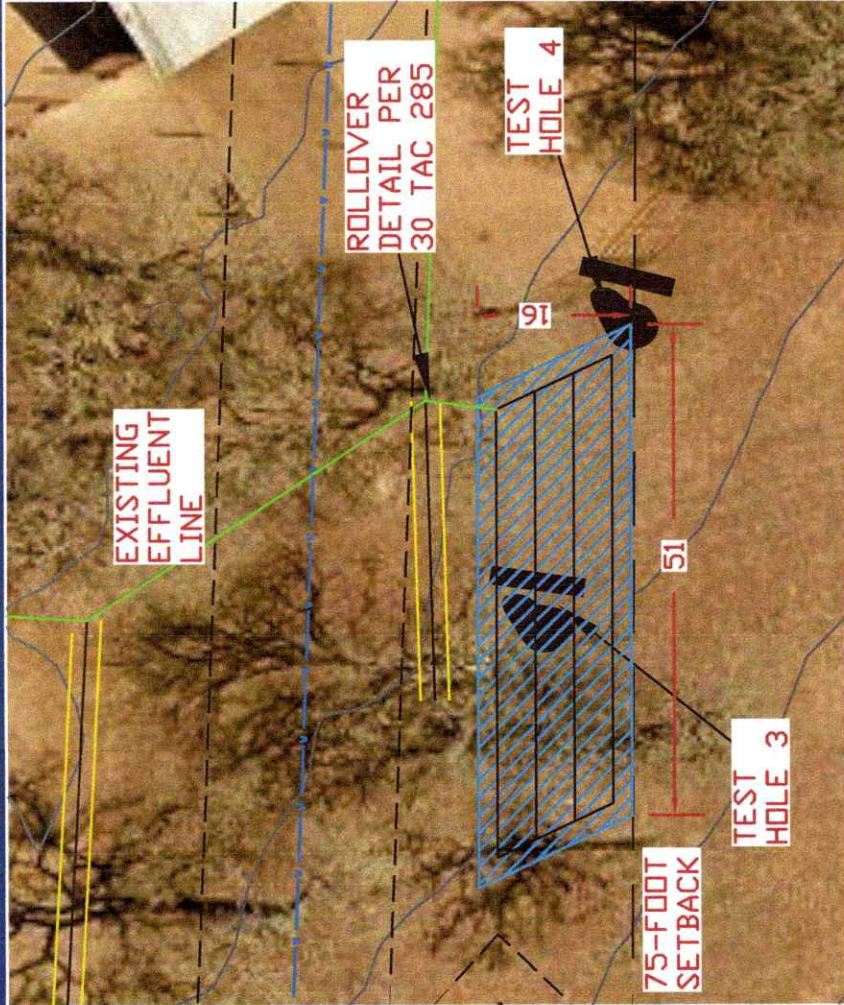 EXISTING
EFFLUENT
LINE
ROLLOVER
DETAIL PER
30 TAC 285
TEST
HOLE 4
16
51
TEST
HOLE 3
75-FOOT
SETBACK